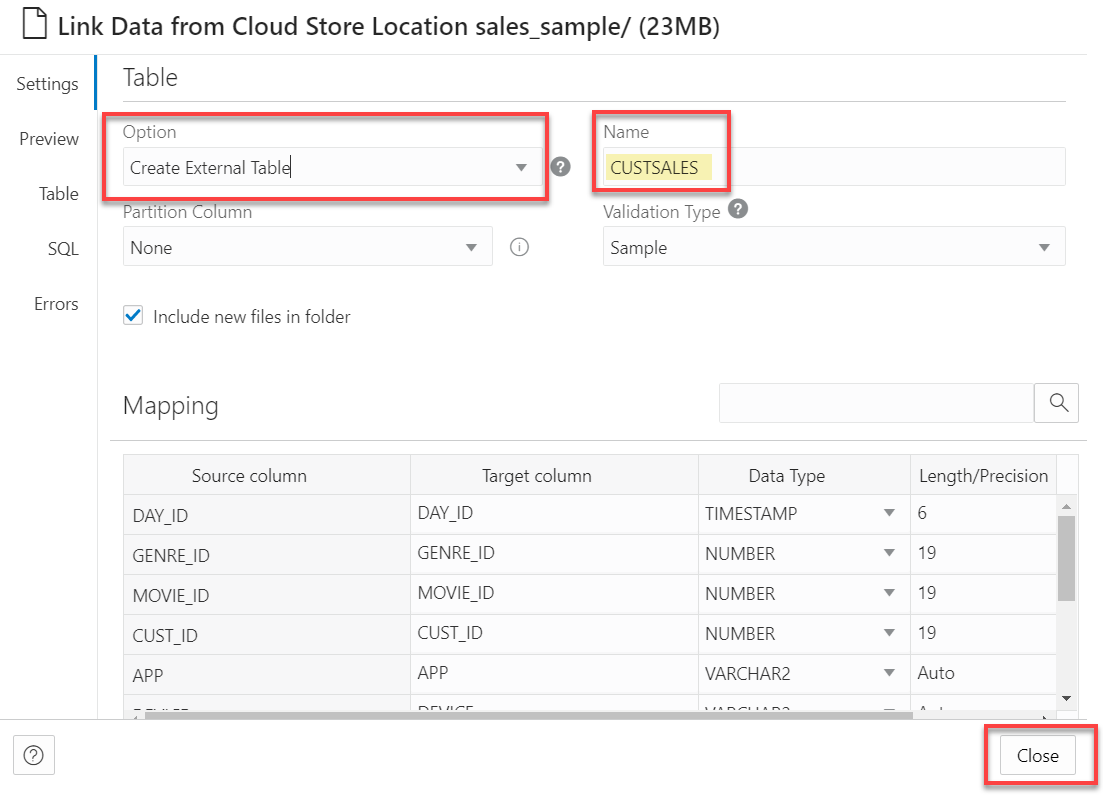 Link Data from Cloud Store Location sales_sample/ (23MB)
Settings
Preview
Table
SQL
Errors
Table
Option
Name
Create External Table
?
CUSTSALES
Partition Column
Validation Type ?
None
i
Sample
Include new files in folder
Mapping
Source column Target column Data Type Length/Precision
DAY_ID DAY_ID TIMESTAMP 6
GENRE_ID GENRE_ID NUMBER 19
MOVIE_ID MOVIE_ID NUMBER 19
CUST_ID CUST_ID NUMBER 19
APP APP VARCHAR2 Auto
DEVICE DEVICE VARCHAR2 Auto
?
Close